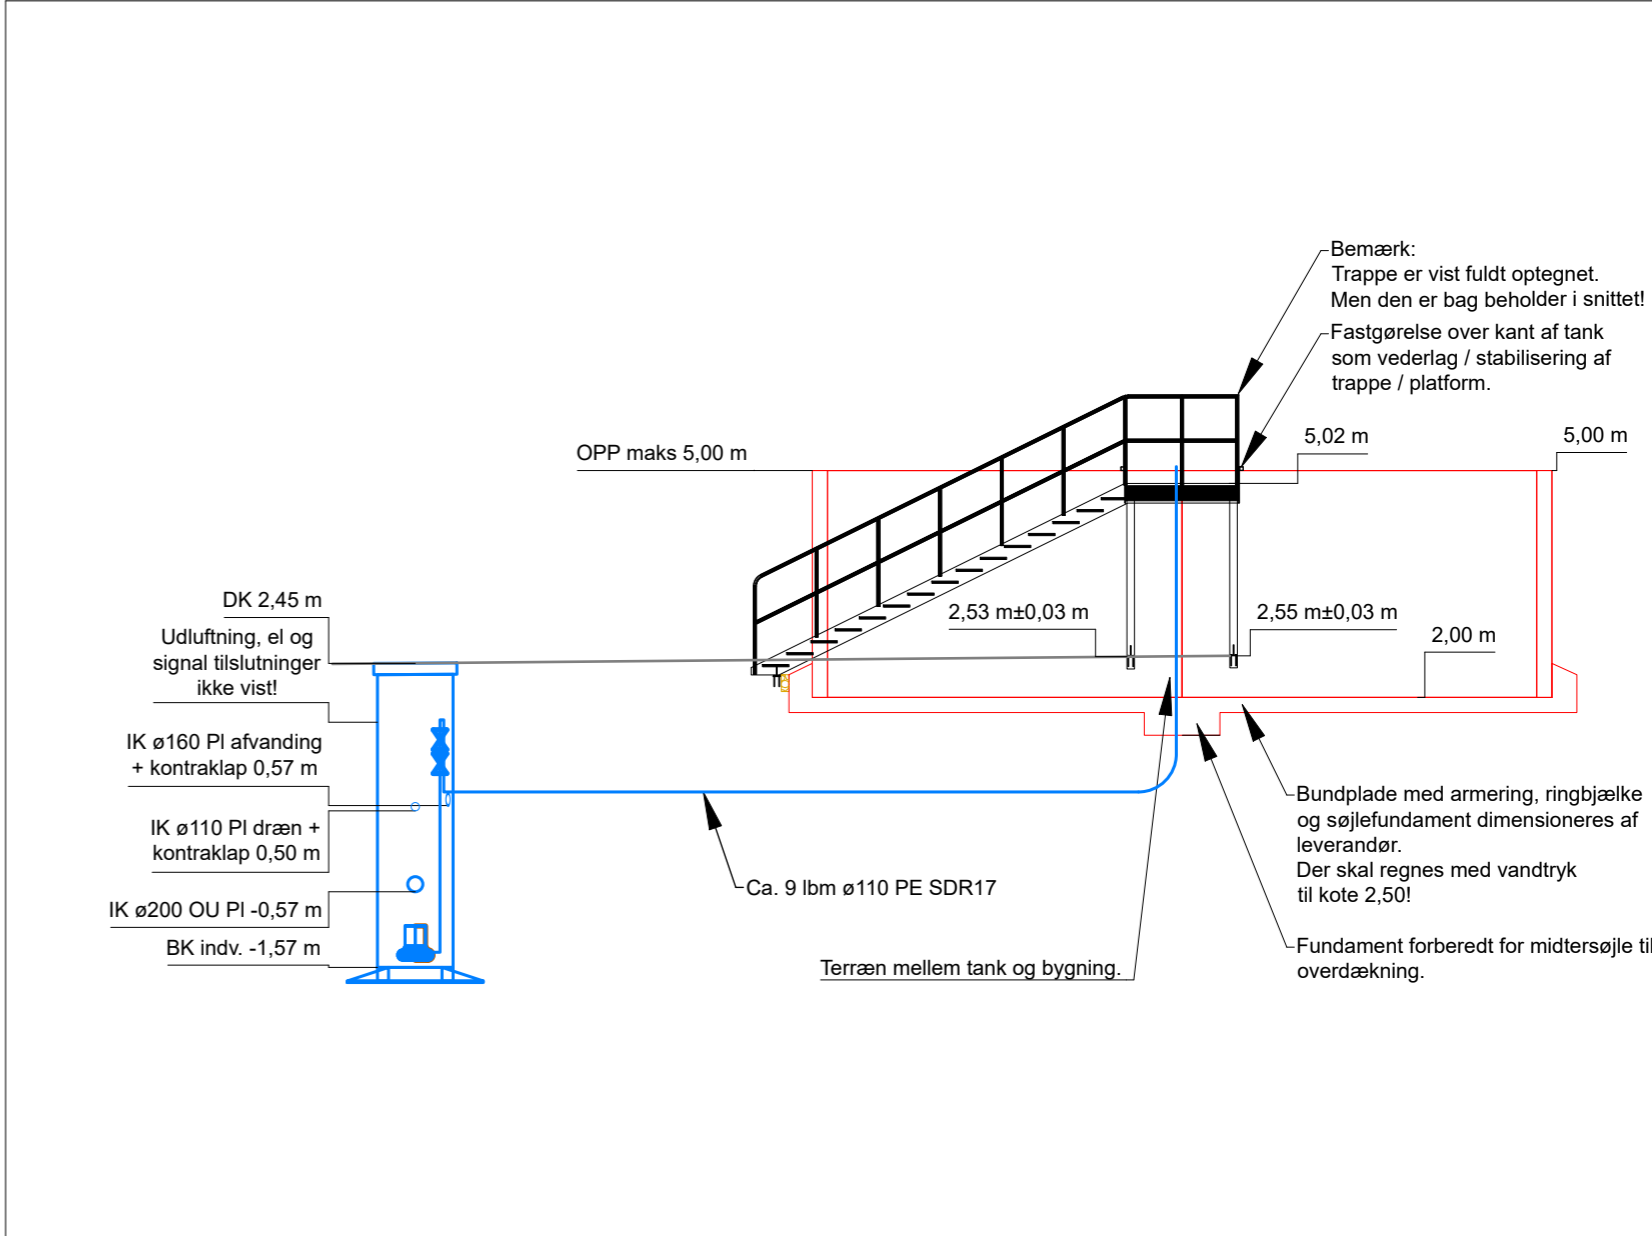 Bemærk:
Trappe er vist fuldt optegnet.
Men den er bag beholder i snittet!
Fastgørelse over kant af tank
som vederlag / stabilisering af
trappe / platform.
OPP maks 5,00 m
5,02 m
5,00 m
DK 2,45 m
Udluftning, el og
signal tilslutninger
ikke vist!
2,53 m±0,03 m
2,55 m±0,03 m
2,00 m
IK ø160 Pl afvanding
+ kontraklap 0,57 m
IK ø110 Pl dræn +
kontraklap 0,50 m
IK ø200 OU Pl -0,57 m
BK indv. -1,57 m
Ca. 9 lbm ø110 PE SDR17
Terræn mellem tank og bygning.
Bundplade med armering, ringbjælke
og søjlefundament dimensioneres af
leverandør.
Der skal regnes med vandtryk
til kote 2,50!
Fundament forberedt for midtersøjle til
overdækning.